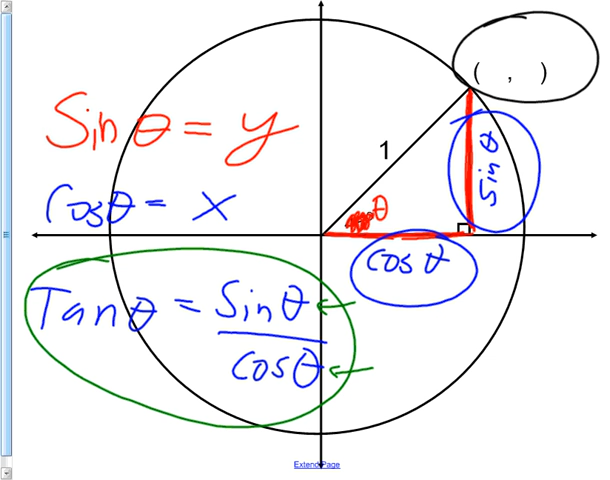 ( , )
Sin θ = y
1
Sin θ
θ
Cos θ = x
cos θ
Tan θ = Sin θ
cos θ
Extend Page